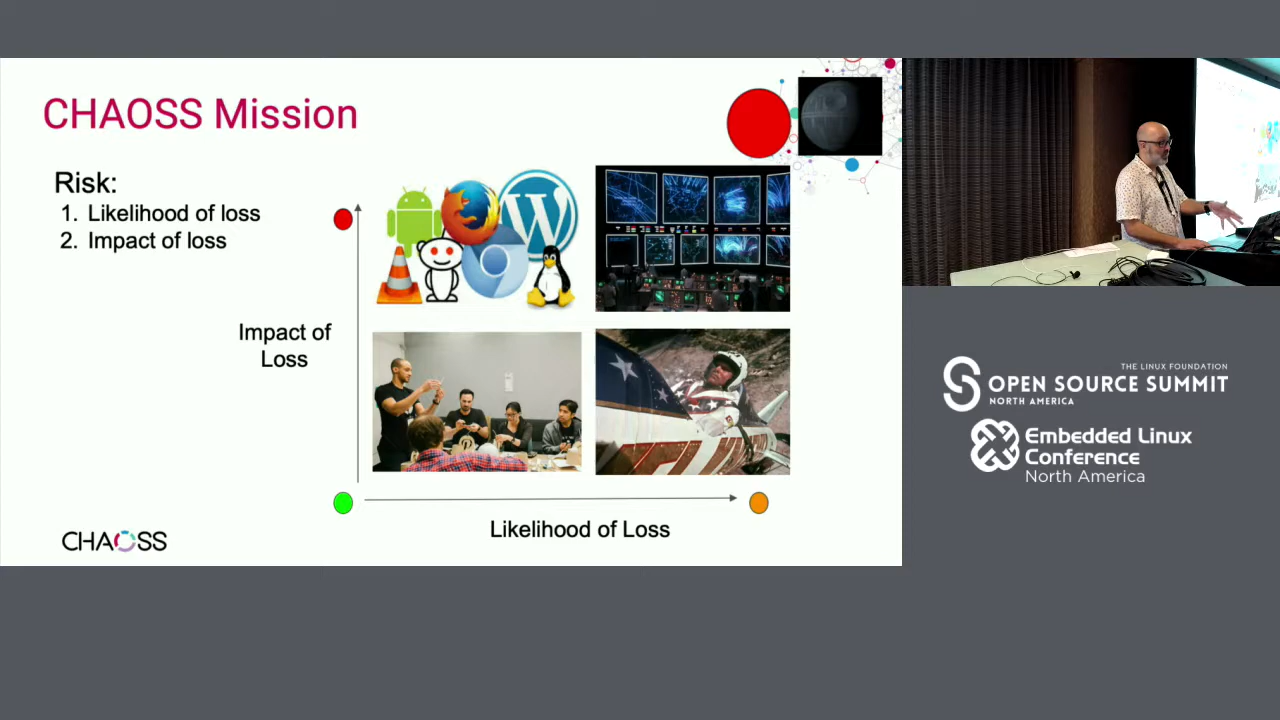 CHAOSS Mission
Risk:
1. Likelihood of loss
2. Impact of loss
Impact of
Loss
Likelihood of Loss
CHAOSS
THE LINUX FOUNDATION
OPEN SOURCE SUMMIT
NORTH AMERICA
Embedded Linux
Conference
North America